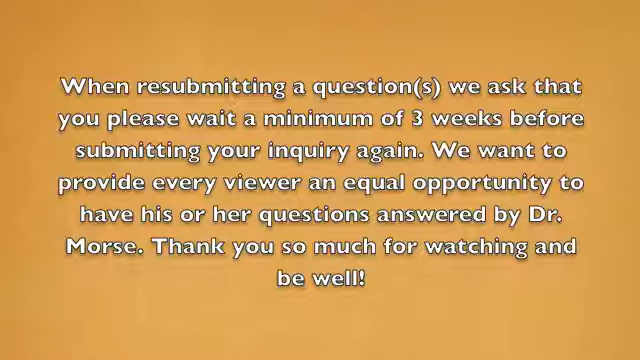 When resubmitting a question(s) we ask that
you please wait a minimum of 3 weeks before
submitting your inquiry again. We want to
provide every viewer an equal opportunity to
have his or her questions answered by Dr.
Morse. Thank you so much for watching and
be well!